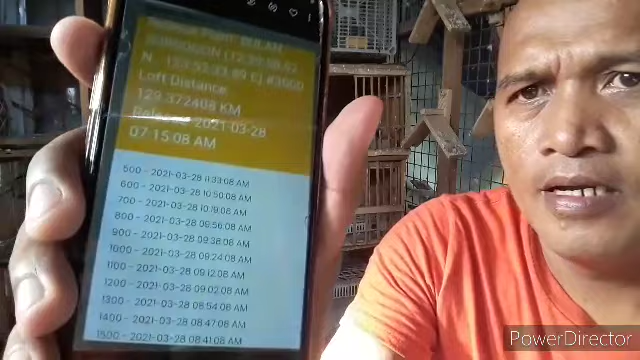 Point: BULAN
SORSOGON
N
#3000
Loft Distance
129.372408 KM
2021-03-28
07:15:08 AM
500 - 2021-03-28 11:33:08 AM
600 - 2021-03-28 10:50:08 AM
700 - 2021-03-28 10:19:08 AM
800 - 2021-03-28 09:56:08 AM
900 - 2021-03-28 09:38:08 AM
1000 - 2021-03-28 09:24:08 AM
1100 - 2021-03-28 09:12:08 AM
1200 - 2021-03-28 09:02:08 AM
1300 - 2021-03-28 08:54:08 AM
1400 - 2021-03-28 08:47:08 AM
1500 - 2021-03-28 08:41:08 AM
PowerDirector